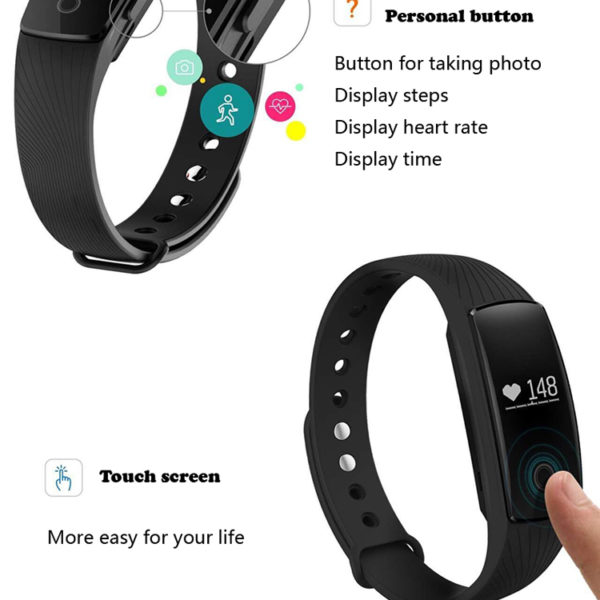 ?
Personal button
Button for taking photo
Display steps
Display heart rate
Display time
148
Touch screen
More easy for your life